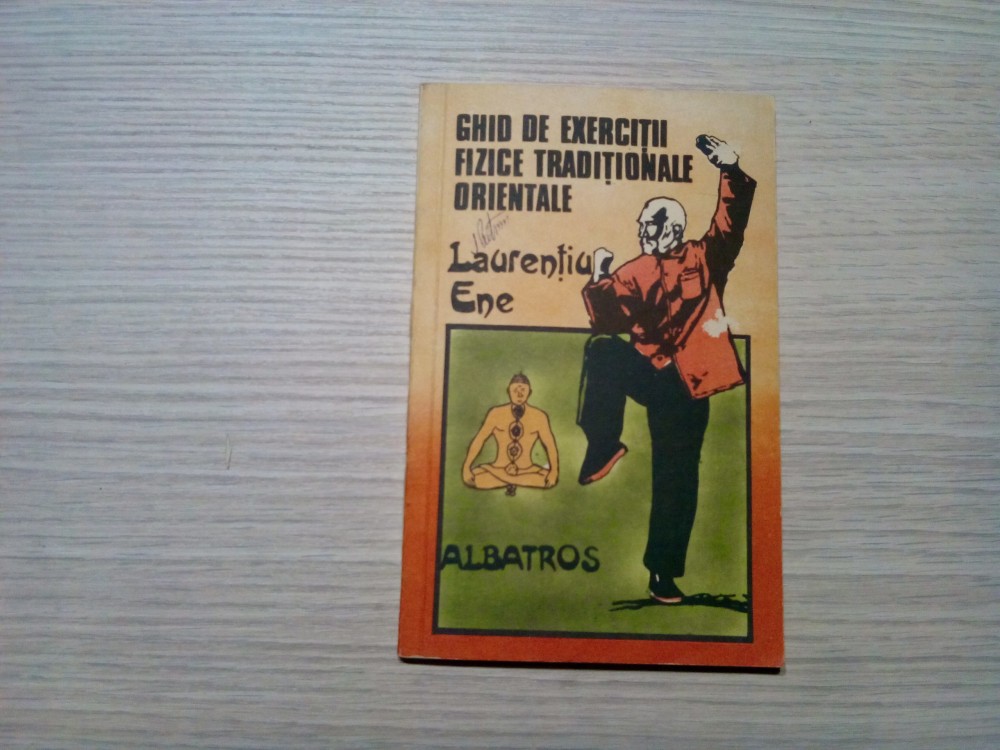 GHID DE EXERCIȚII
FIZICE TRADIȚIONALE
ORIENTALE
Laurențiu
Ene
ALBATROS